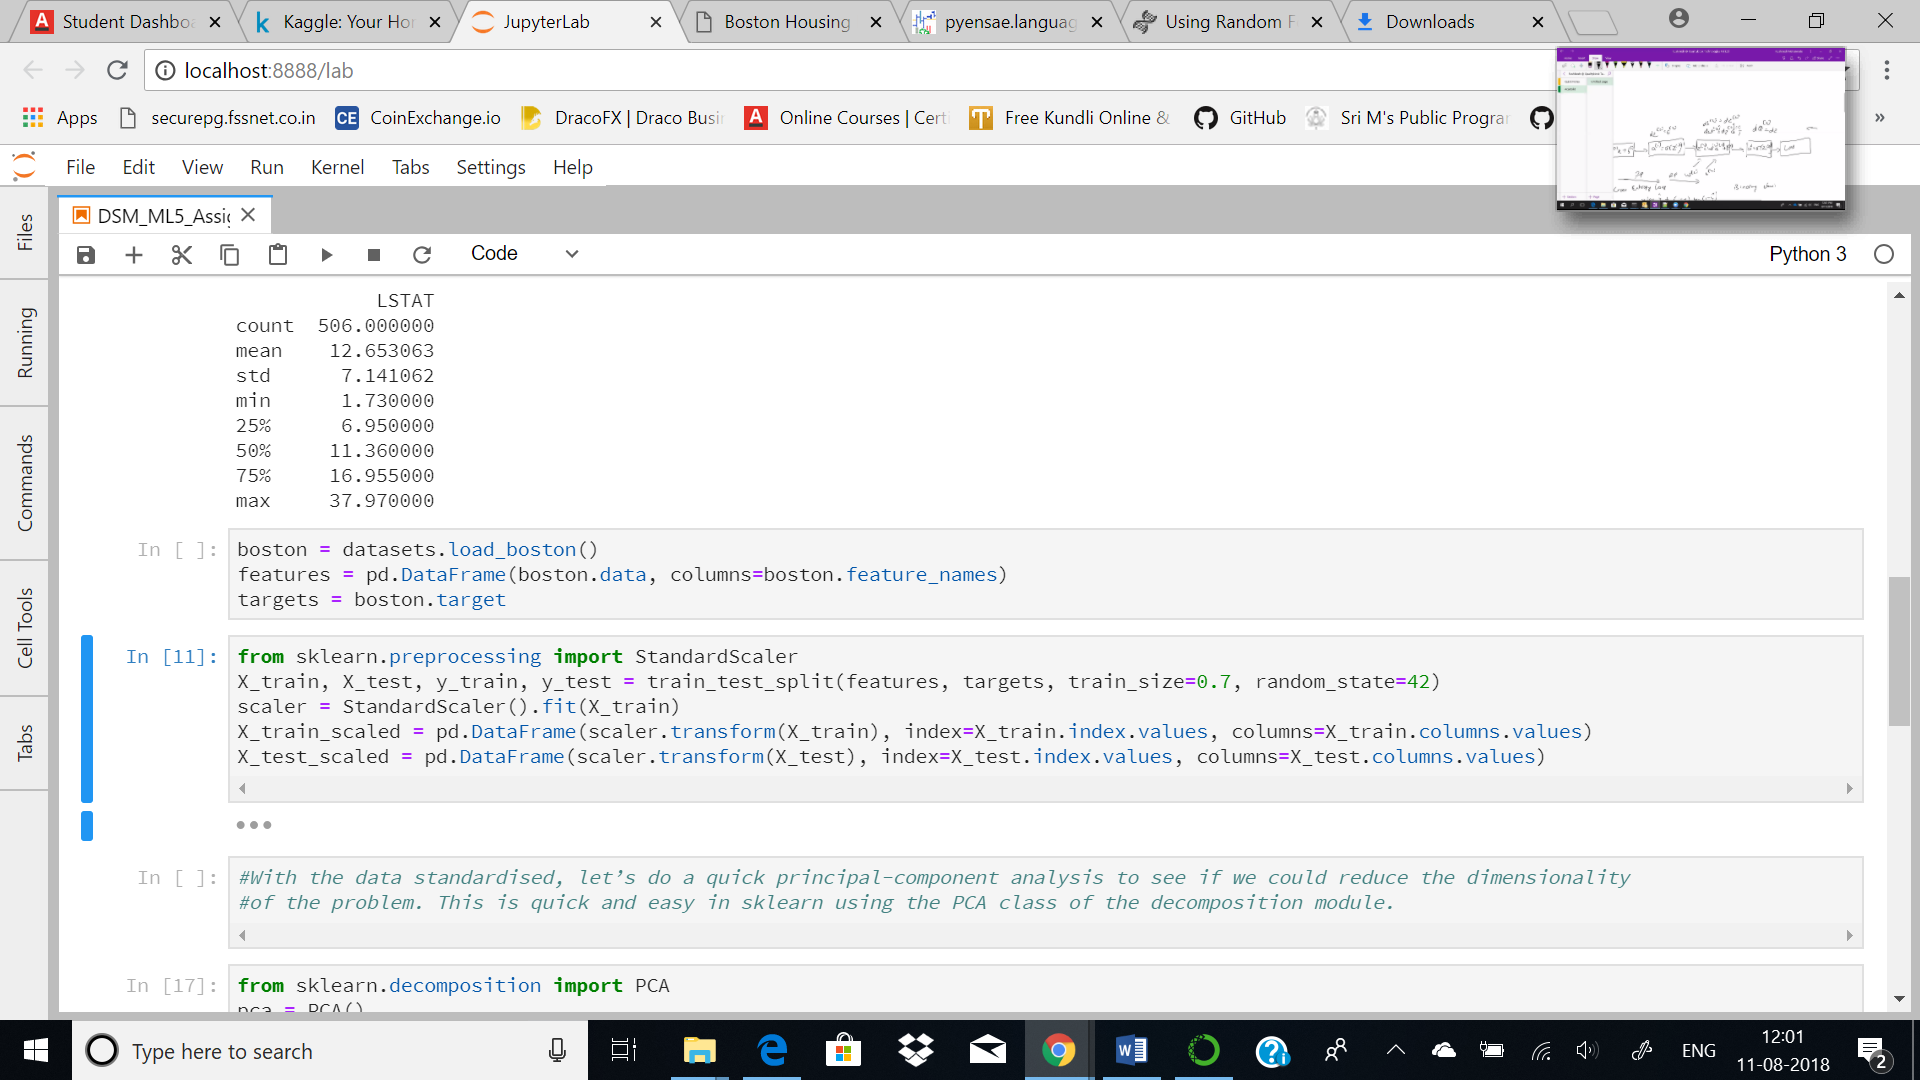 Student Dashboa
Kaggle: Your Hor
JupyterLab
Boston Housing
pyensae.languag
Using Random F
Downloads
localhost:8888/lab
Apps
securepg.fssnet.co.in
CE
CoinExchange.io
DracoFX | Draco Busi
Online Courses | Certi
Free Kundli Online &
GitHub
Sri M's Public Progra
»
File Edit View Run Kernel Tabs Settings Help
Files
Running
Commands
Cell Tools
Tabs
DSM_ML5_Assig
Code
Python 3
LSTAT
count 506.000000
mean 12.653063
std 7.141062
min 1.730000
25% 6.950000
50% 11.360000
75% 16.955000
max 37.970000
In [ ]:
boston = datasets.load_boston()
features = pd.DataFrame(boston.data, columns=boston.feature_names)
targets = boston.target
In [11]:
from sklearn.preprocessing import StandardScaler
X_train, X_test, y_train, y_test = train_test_split(features, targets, train_size=0.7, random_state=42)
scaler = StandardScaler().fit(X_train)
X_train_scaled = pd.DataFrame(scaler.transform(X_train), index=X_train.index.values, columns=X_train.columns.values)
X_test_scaled = pd.DataFrame(scaler.transform(X_test), index=X_test.index.values, columns=X_test.columns.values)
In [ ]:
#With the data standardised, let’s do a quick principal-component analysis to see if we could reduce the dimensionality
#of the problem. This is quick and easy in sklearn using the PCA class of the decomposition module.
In [17]:
from sklearn.decomposition import PCA
pca = PCA()
Type here to search
ENG
12:01
11-08-2018
2